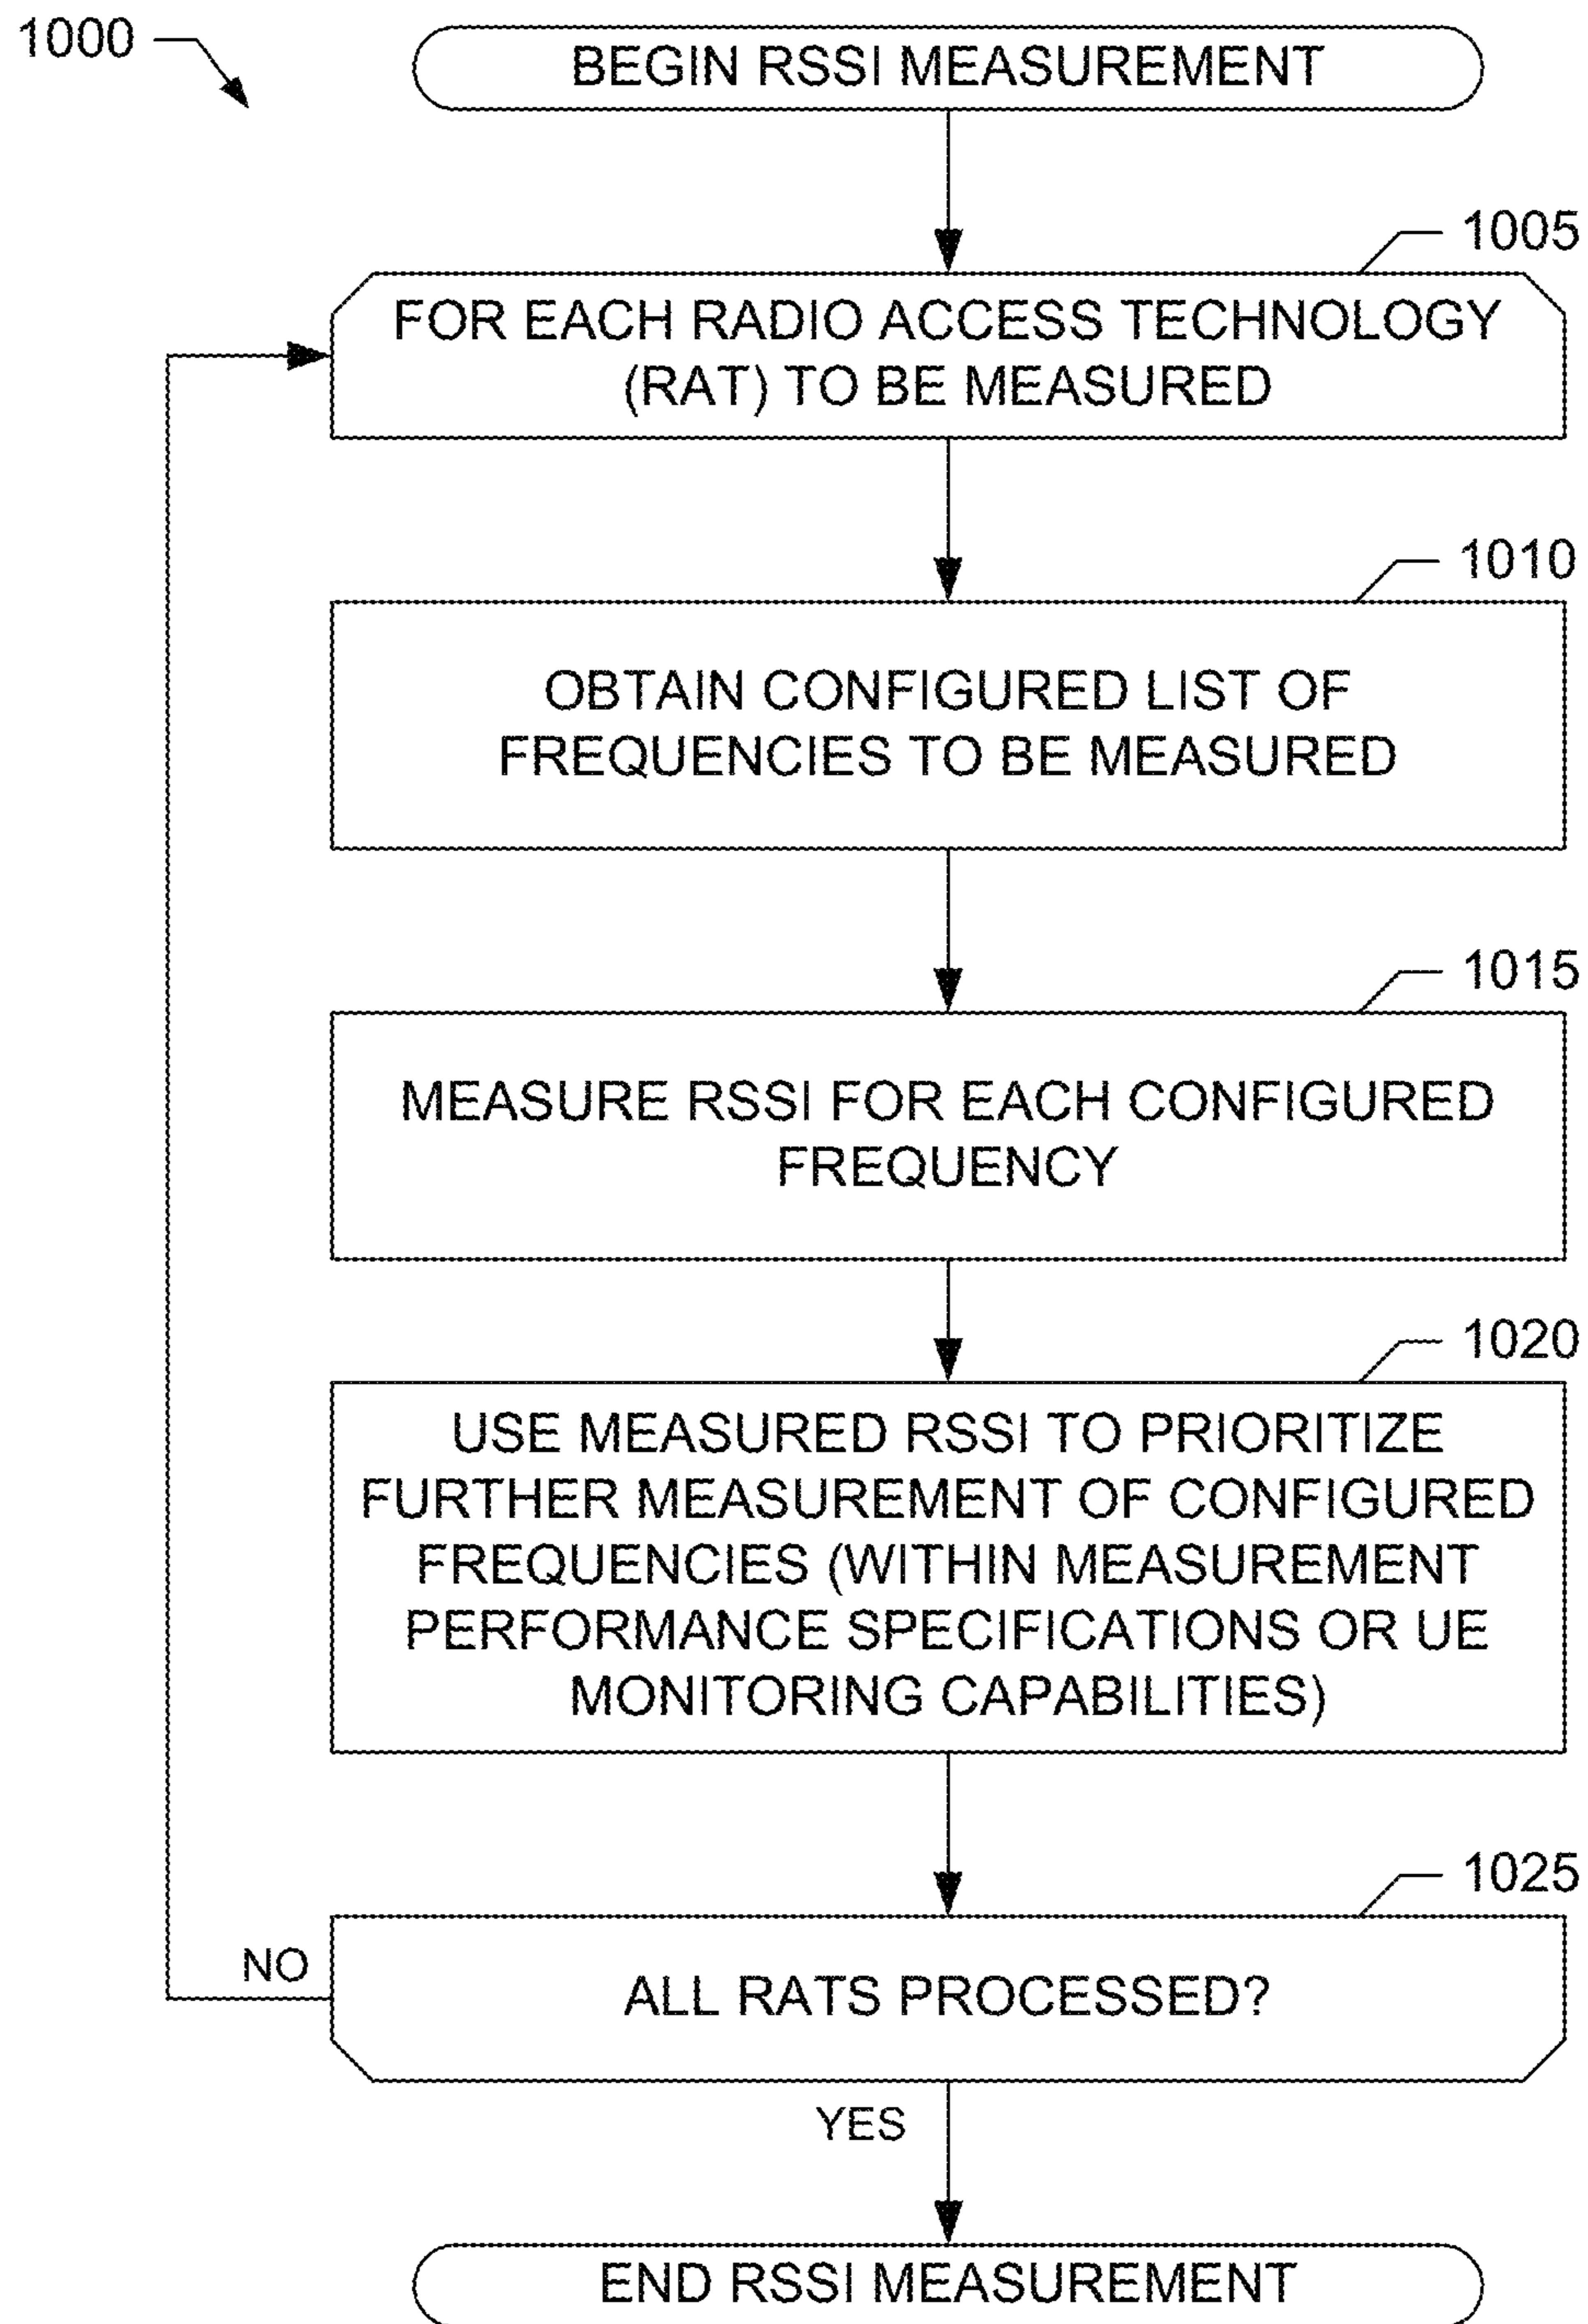 1000
BEGIN RSSI MEASUREMENT
1005
FOR EACH RADIO ACCESS TECHNOLOGY
(RAT) TO BE MEASURED
1010
OBTAIN CONFIGURED LIST OF
FREQUENCIES TO BE MEASURED
1015
MEASURE RSSI FOR EACH CONFIGURED
FREQUENCY
1020
USE MEASURED RSSI TO PRIORITIZE
FURTHER MEASUREMENT OF CONFIGURED
FREQUENCIES (WITHIN MEASUREMENT
PERFORMANCE SPECIFICATIONS OR UE
MONITORING CAPABILITIES)
1025
NO
ALL RATS PROCESSED?
YES
END RSSI MEASUREMENT